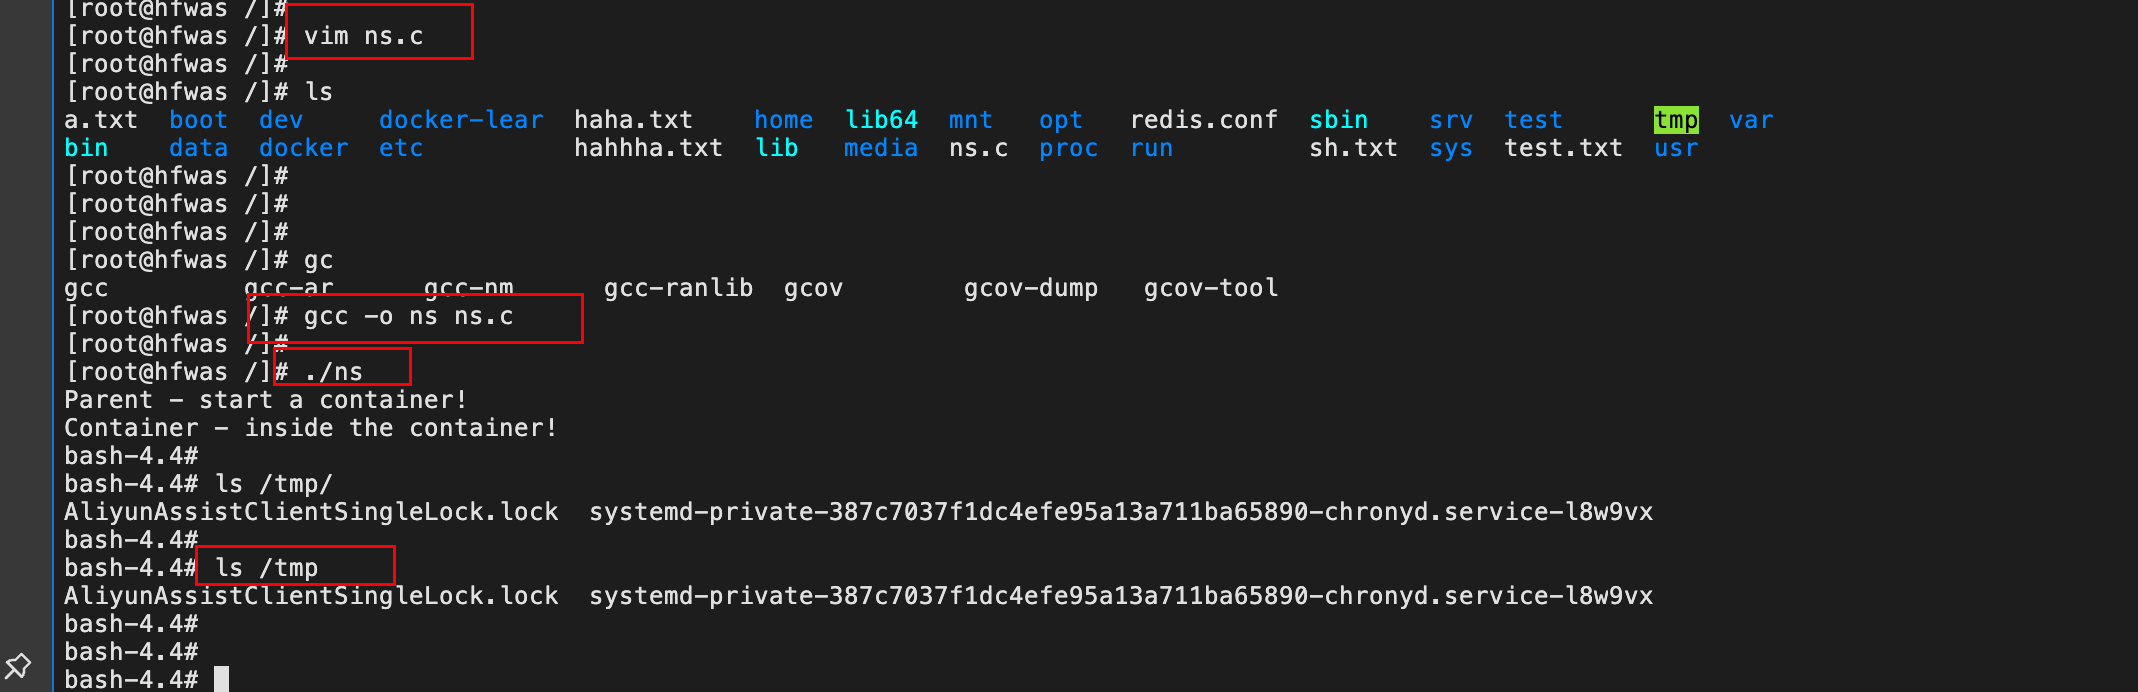 [root@hfwas /]#
[root@hfwas /]# vim ns.c
[root@hfwas /]#
[root@hfwas /]# ls
a.txt  boot  dev     docker-lear  haha.txt    home  lib64  mnt   opt   redis.conf  sbin    srv  test      tmp  var
bin    data  docker  etc          hahhha.txt  lib   media  ns.c  proc  run         sh.txt  sys  test.txt  usr
[root@hfwas /]#
[root@hfwas /]#
[root@hfwas /]#
[root@hfwas /]# gc
gcc         gcc-ar      gcc-nm      gcc-ranlib  gcov        gcov-dump   gcov-tool
[root@hfwas /]# gcc -o ns ns.c
[root@hfwas /]#
[root@hfwas /]# ./ns
Parent - start a container!
Container - inside the container!
bash-4.4#
bash-4.4# ls /tmp/
AliyunAssistClientSingleLock.lock  systemd-private-387c7037f1dc4efe95a13a711ba65890-chronyd.service-l8w9vx
bash-4.4#
bash-4.4# ls /tmp
AliyunAssistClientSingleLock.lock  systemd-private-387c7037f1dc4efe95a13a711ba65890-chronyd.service-l8w9vx
bash-4.4#
bash-4.4#
bash-4.4#